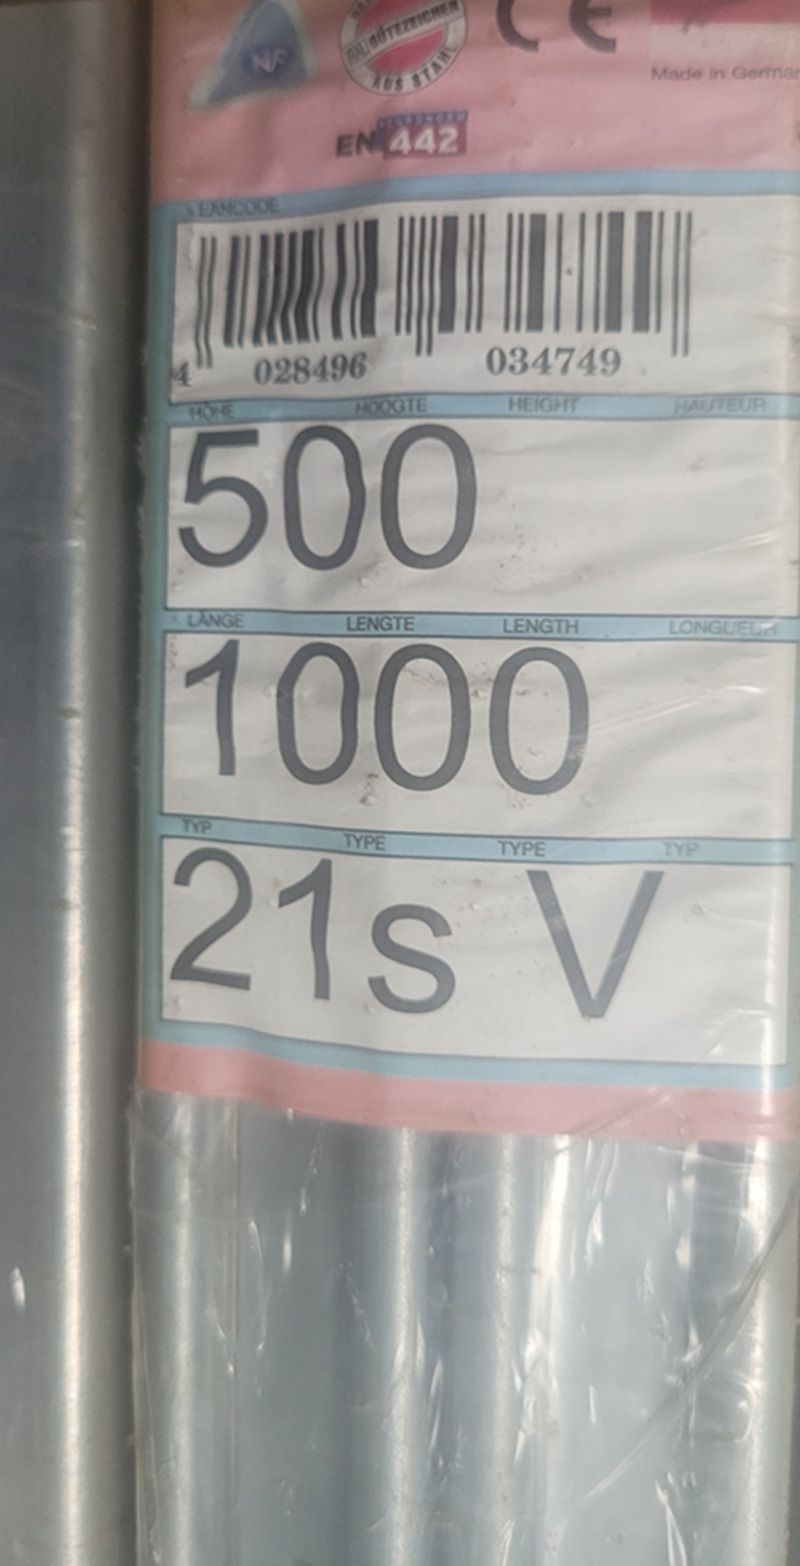 NF
GÜTEZEICHEN
AUS STAHL
CE
Made in German
EN 442
EANCODE
4 028496 034749
HÖHE HOOGTE HEIGHT HAUTEUR
500
LÄNGE LENGTE LENGTH LONGUEUR
1000
TYP TYPE TYPE TYP
21s V